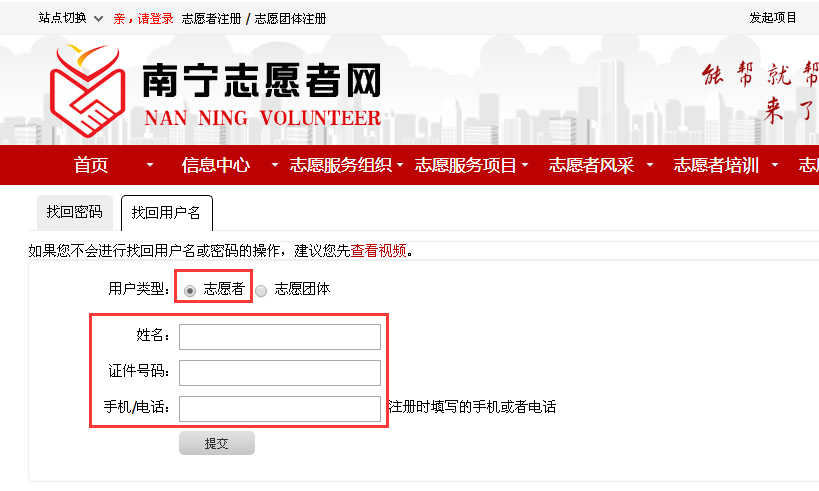 站点切换 亲，请登录 志愿者注册 / 志愿团体注册 发起项目
南宁志愿者网
NAN NING VOLUNTEER
能帮就帮
来了
首页 信息中心 志愿服务组织 志愿服务项目 志愿者风采 志愿者培训 志
找回密码 找回用户名
如果您不会进行找回用户名或密码的操作，建议您先查看视频。
用户类型： 志愿者 志愿团体
姓名：
证件号码：
手机/电话： 注册时填写的手机或者电话
提交